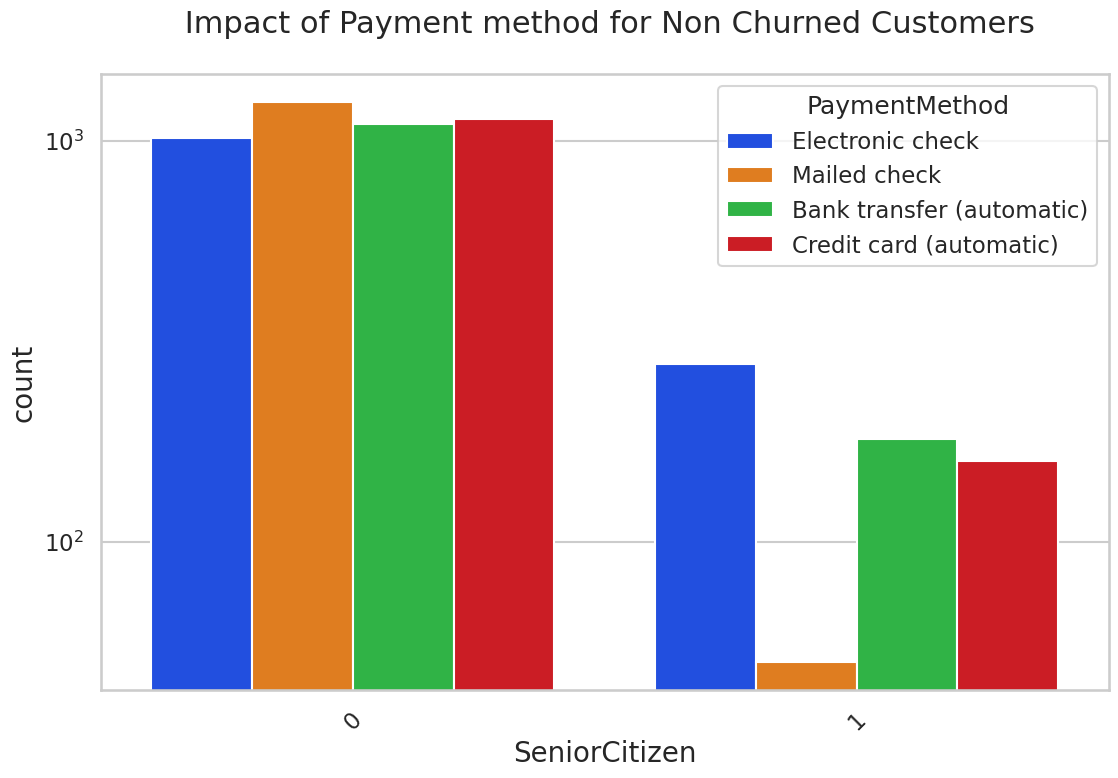 Impact of Payment method for Non Churned Customers
PaymentMethod
Electronic check
Mailed check
Bank transfer (automatic)
Credit card (automatic)
10³
10²
count
0
1
SeniorCitizen